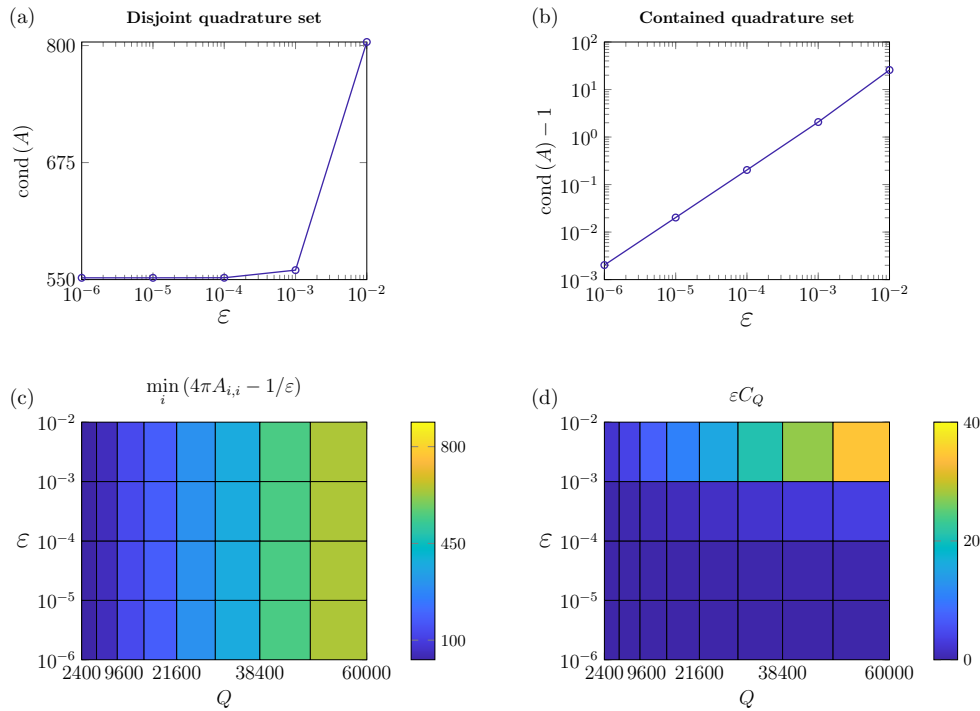 (a) Disjoint quadrature set
800
675
550
cond (A)
10^{-6} 10^{-5} 10^{-4} 10^{-3} 10^{-2}
ε
(b) Contained quadrature set
10^{2}
10^{1}
10^{0}
10^{-1}
10^{-2}
10^{-3}
cond (A) − 1
10^{-6} 10^{-5} 10^{-4} 10^{-3} 10^{-2}
ε
(c) min_i (4πA_{i,i} − 1/ε)
10^{-2}
10^{-3}
10^{-4}
10^{-5}
10^{-6}
ε
2400 9600 21600 38400 60000
Q
800
450
100
(d) εC_Q
10^{-2}
10^{-3}
10^{-4}
10^{-5}
10^{-6}
ε
2400 9600 21600 38400 60000
Q
40
20
0